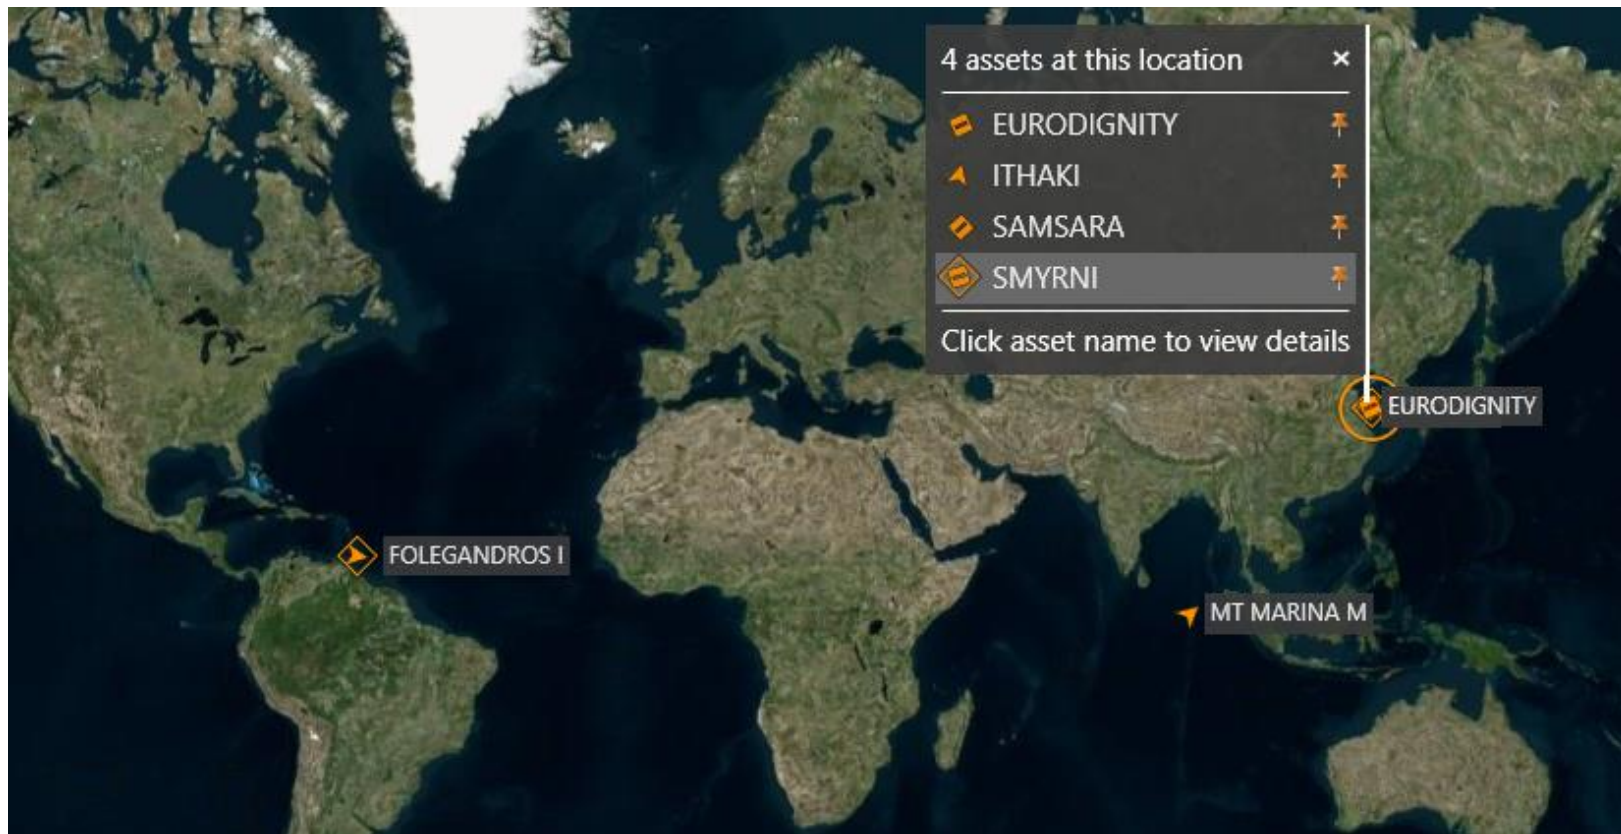 4 assets at this location ×
EURODIGNITY
ITHAKI
SAMSARA
SMYRNI
Click asset name to view details
EURODIGNITY
FOLEGANDROS I
MT MARINA M